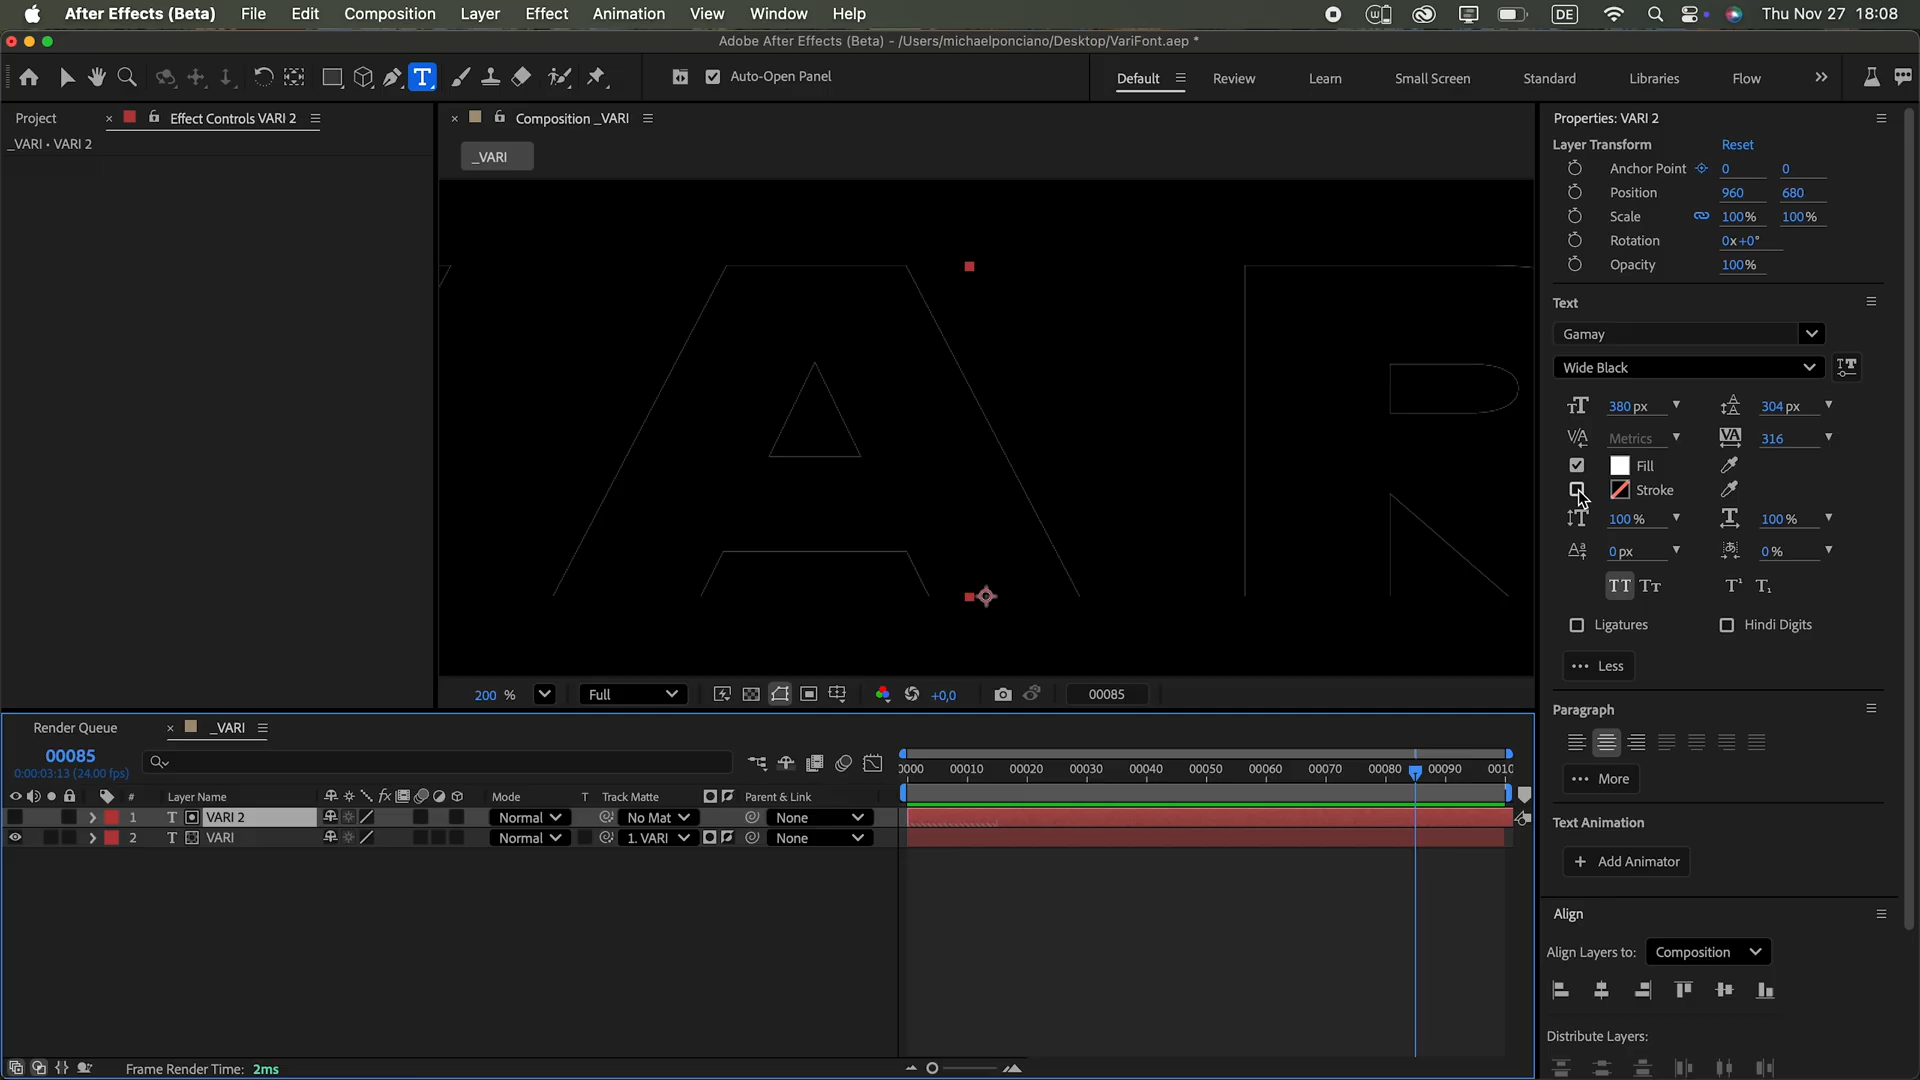 After Effects (Beta) File Edit Composition Layer Effect Animation View Window Help DE Thu Nov 27 18:08
Adobe After Effects (Beta) - /Users/michaelponciano/Desktop/VariFont.aep *
Auto-Open Panel Default Review Learn Small Screen Standard Libraries Flow
Project Effect Controls VARI 2
_VARI • VARI 2
Composition _VARI
_VARI
Properties: VARI 2
Layer Transform Reset
Anchor Point 0 0
Position 960 680
Scale 100% 100%
Rotation 0x+0°
Opacity 100%
Text
Gamay
Wide Black
380 px 304 px
Metrics 316
Fill
Stroke
100 % 100 %
0 px 0 %
Ligatures Hindi Digits
Less
Paragraph
More
Text Animation
Add Animator
Align
Align Layers to: Composition
Distribute Layers:
A R
200 % Full +0,0 00085
Render Queue _VARI
00085
0:00:03:13 (24.00 fps)
0000 00010 00020 00030 00040 00050 00060 00070 00080 00090 0010
# Layer Name Mode T Track Matte Parent & Link
1 T VARI 2 Normal No Mat None
2 T VARI Normal 1. VARI None
Frame Render Time: 2ms